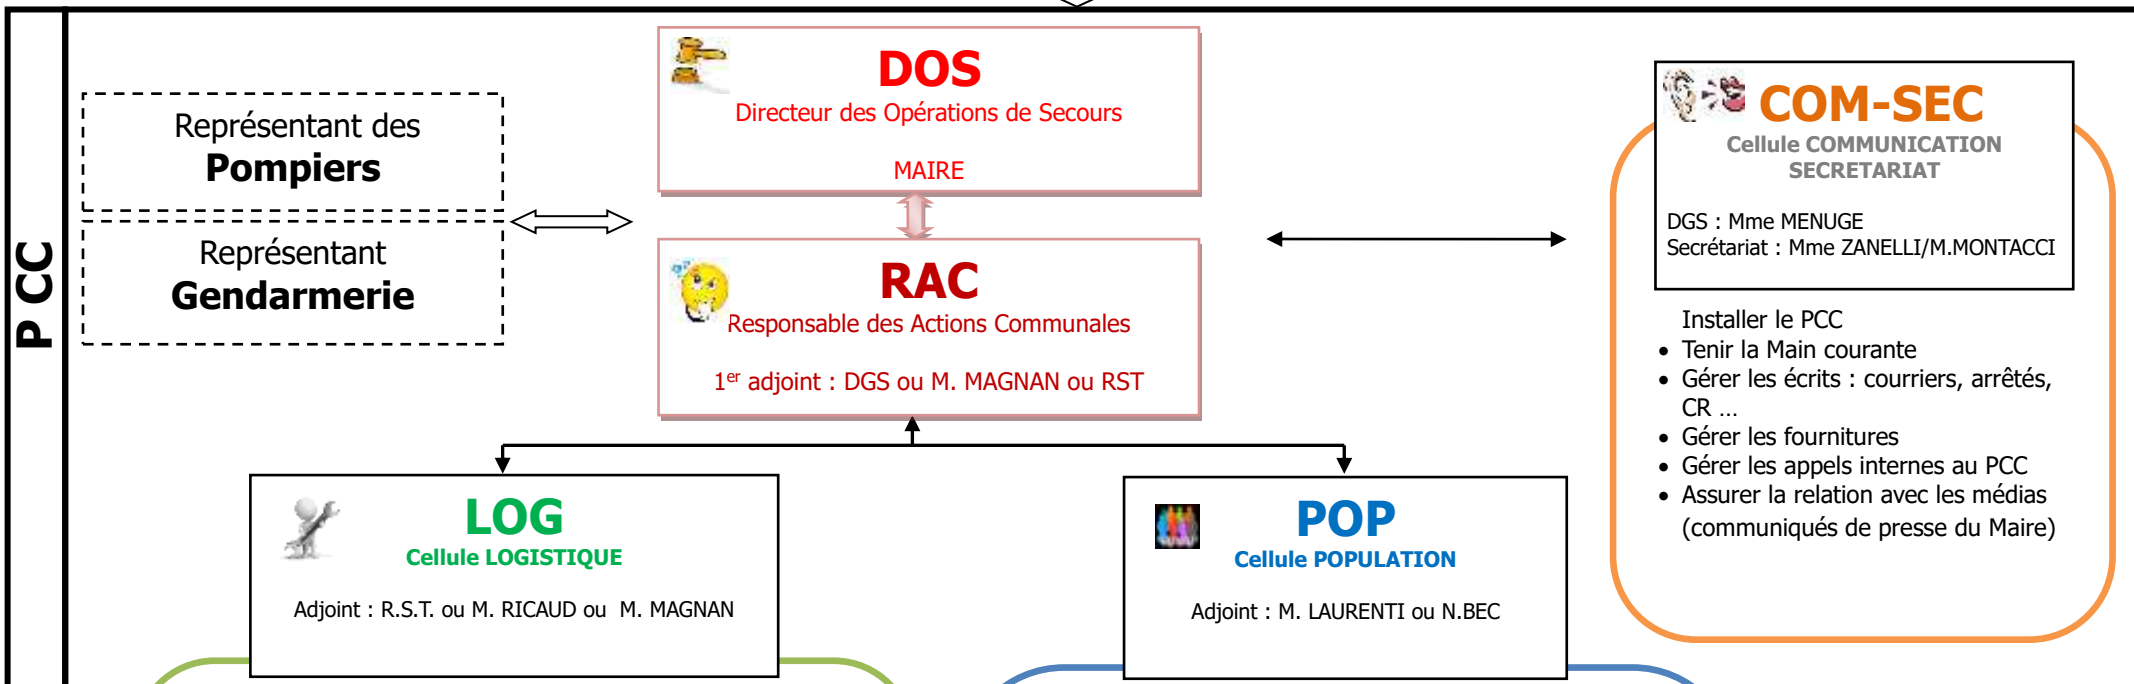 P CC
Représentant des
Pompiers
Représentant
Gendarmerie
DOS
Directeur des Opérations de Secours
MAIRE
RAC
Responsable des Actions Communales
1er adjoint : DGS ou M. MAGNAN ou RST
COM-SEC
Cellule COMMUNICATION
SECRETARIAT
DGS : Mme MENUGE
Secrétariat : Mme ZANELLI/M.MONTACCI
Installer le PCC
• Tenir la Main courante
• Gérer les écrits : courriers, arrêtés,
CR …
• Gérer les fournitures
• Gérer les appels internes au PCC
• Assurer la relation avec les médias
(communiqués de presse du Maire)
LOG
Cellule LOGISTIQUE
Adjoint : R.S.T. ou M. RICAUD ou  M. MAGNAN
POP
Cellule POPULATION
Adjoint : M. LAURENTI ou N.BEC